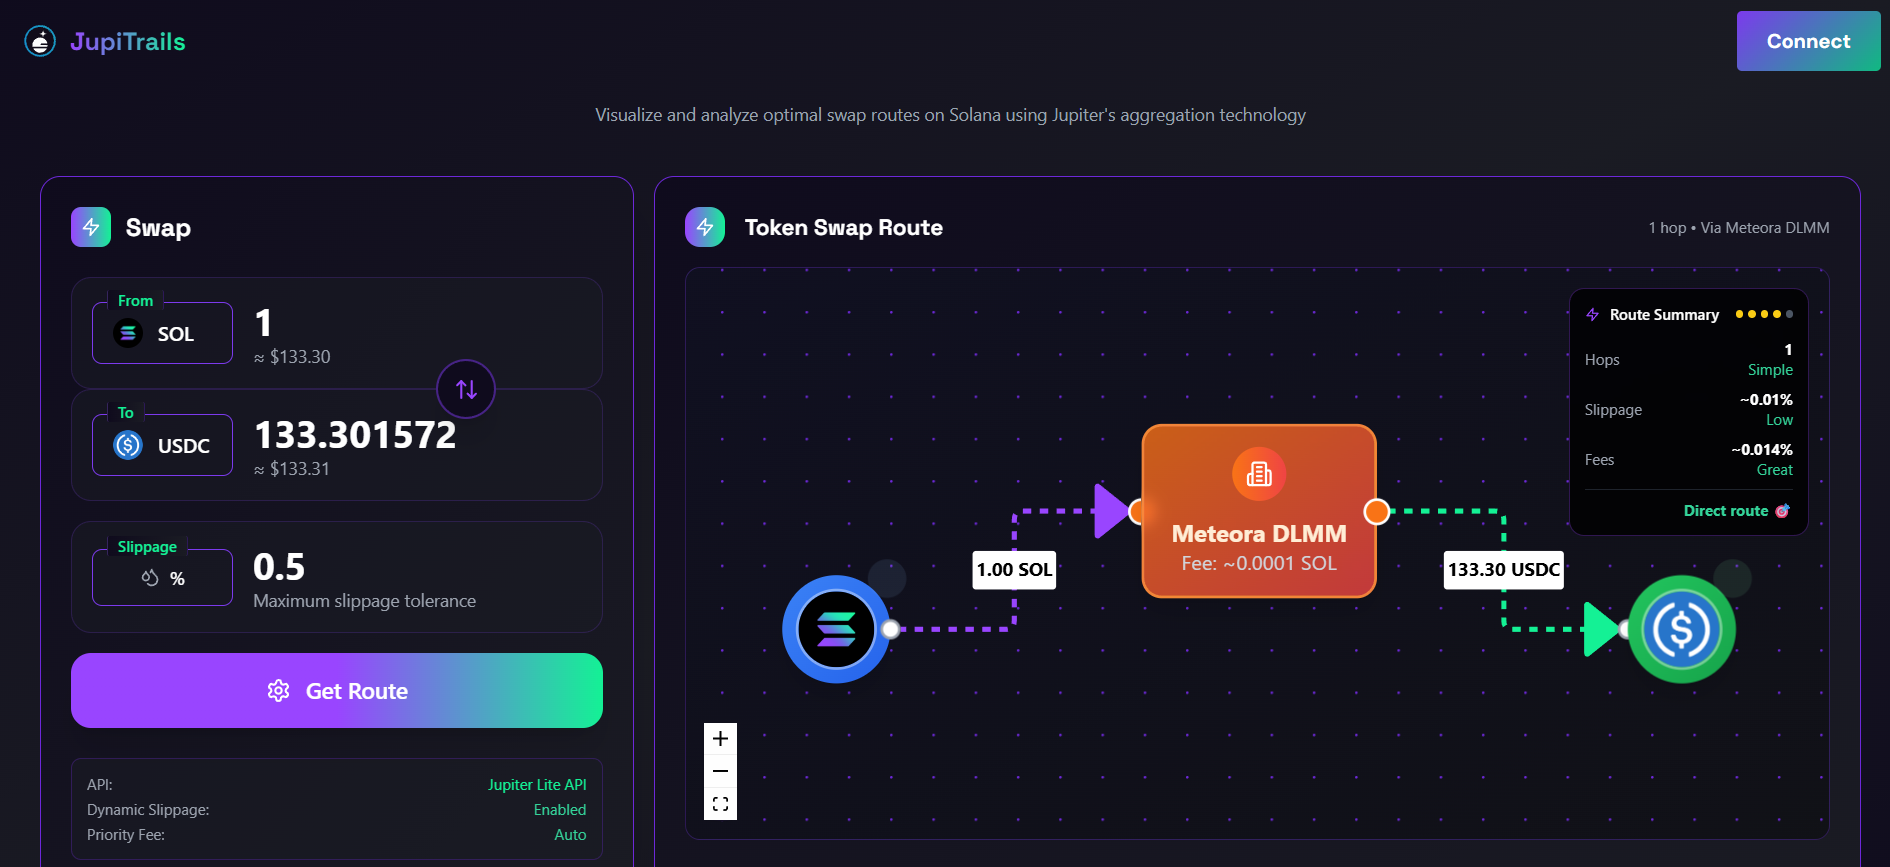 JupiTrails
Connect
Visualize and analyze optimal swap routes on Solana using Jupiter's aggregation technology
Swap
From
SOL
1
≈ $133.30
To
USDC
133.301572
≈ $133.31
Slippage
%
0.5
Maximum slippage tolerance
Get Route
API:
Jupiter Lite API
Dynamic Slippage:
Enabled
Priority Fee:
Auto
Token Swap Route
1 hop • Via Meteora DLMM
Route Summary
Hops
1
Simple
Slippage
~0.01%
Low
Fees
~0.014%
Great
Direct route 🎯
Meteora DLMM
Fee: ~0.0001 SOL
1.00 SOL
133.30 USDC